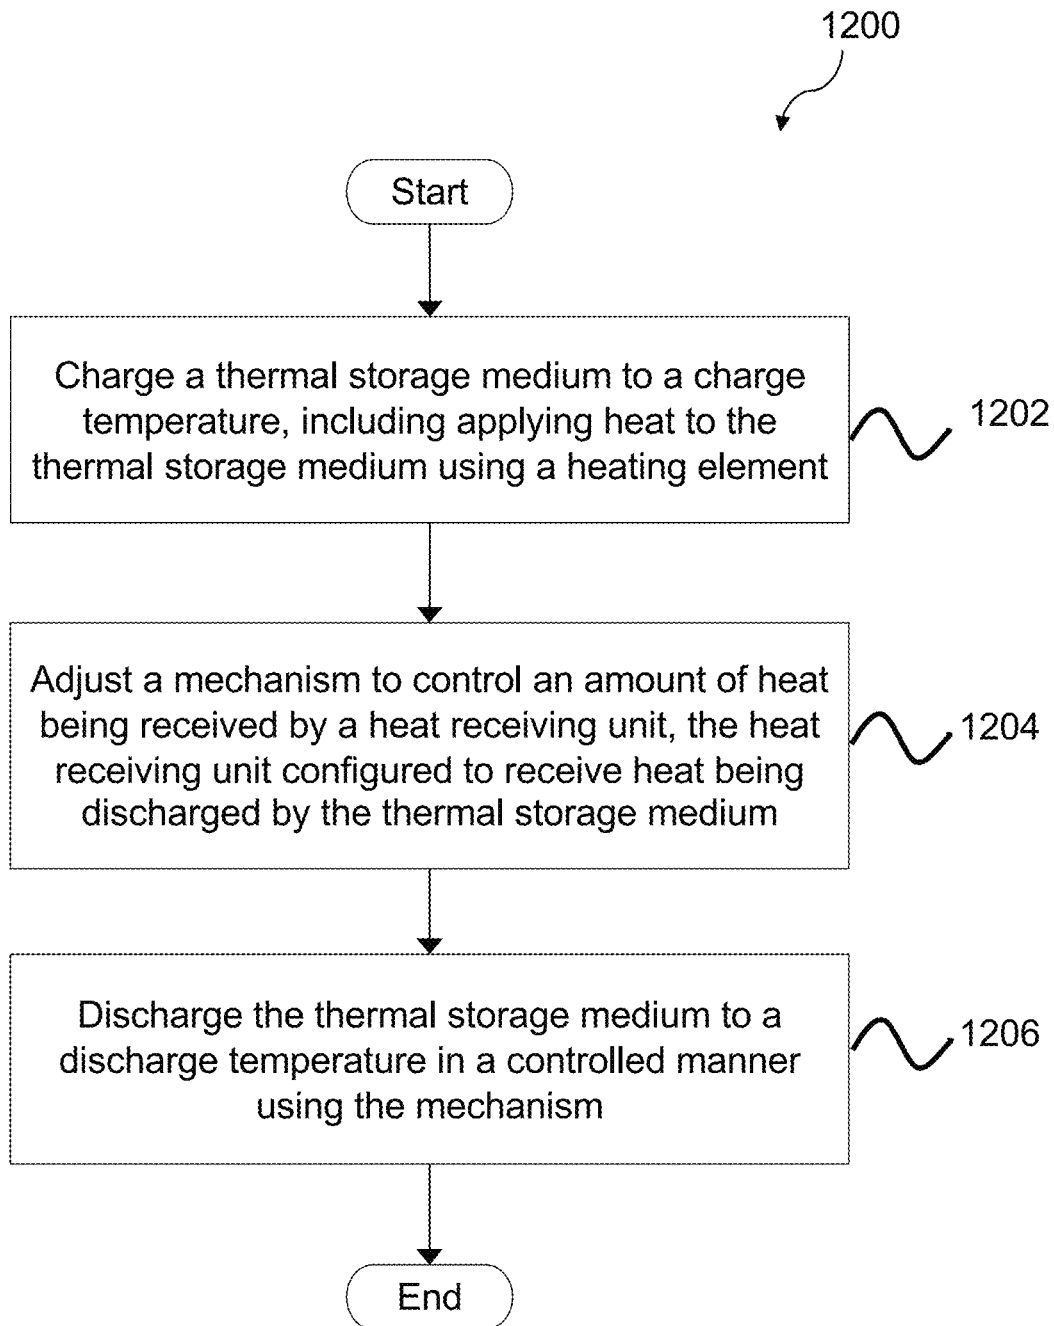 1200
Start
Charge a thermal storage medium to a charge
temperature, including applying heat to the
thermal storage medium using a heating element
1202
Adjust a mechanism to control an amount of heat
being received by a heat receiving unit, the heat
receiving unit configured to receive heat being
discharged by the thermal storage medium
1204
Discharge the thermal storage medium to a
discharge temperature in a controlled manner
using the mechanism
1206
End